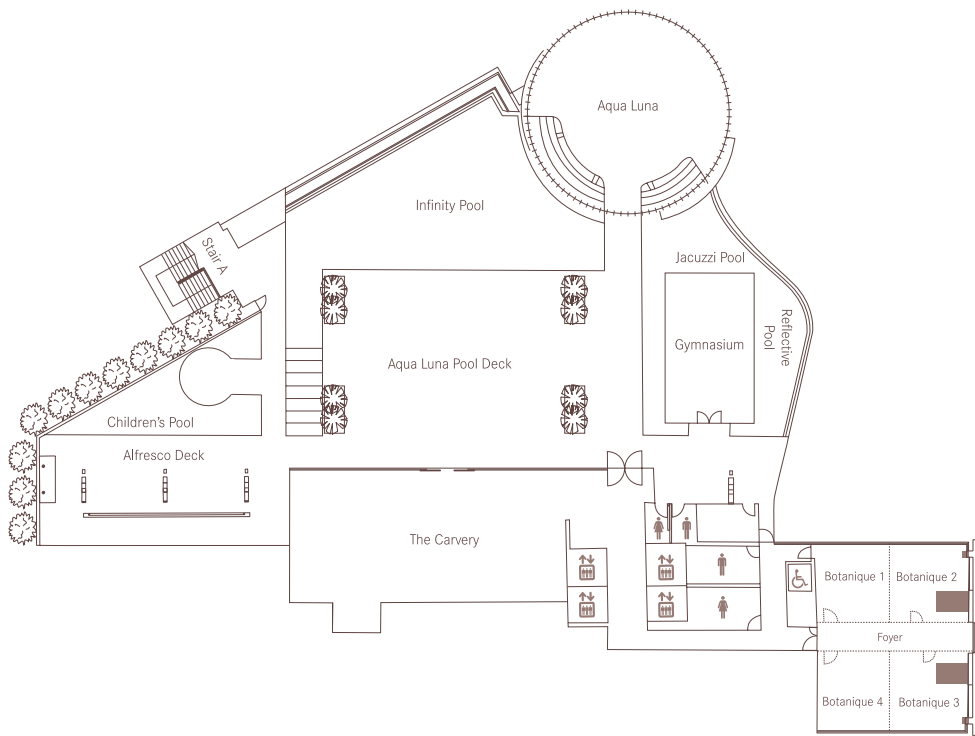 Aqua Luna
Infinity Pool
Stair A
Jacuzzi Pool
Reflective
Pool
Gymnasium
Aqua Luna Pool Deck
Children's Pool
Alfresco Deck
The Carvery
Botanique 1
Botanique 2
Foyer
Botanique 4
Botanique 3